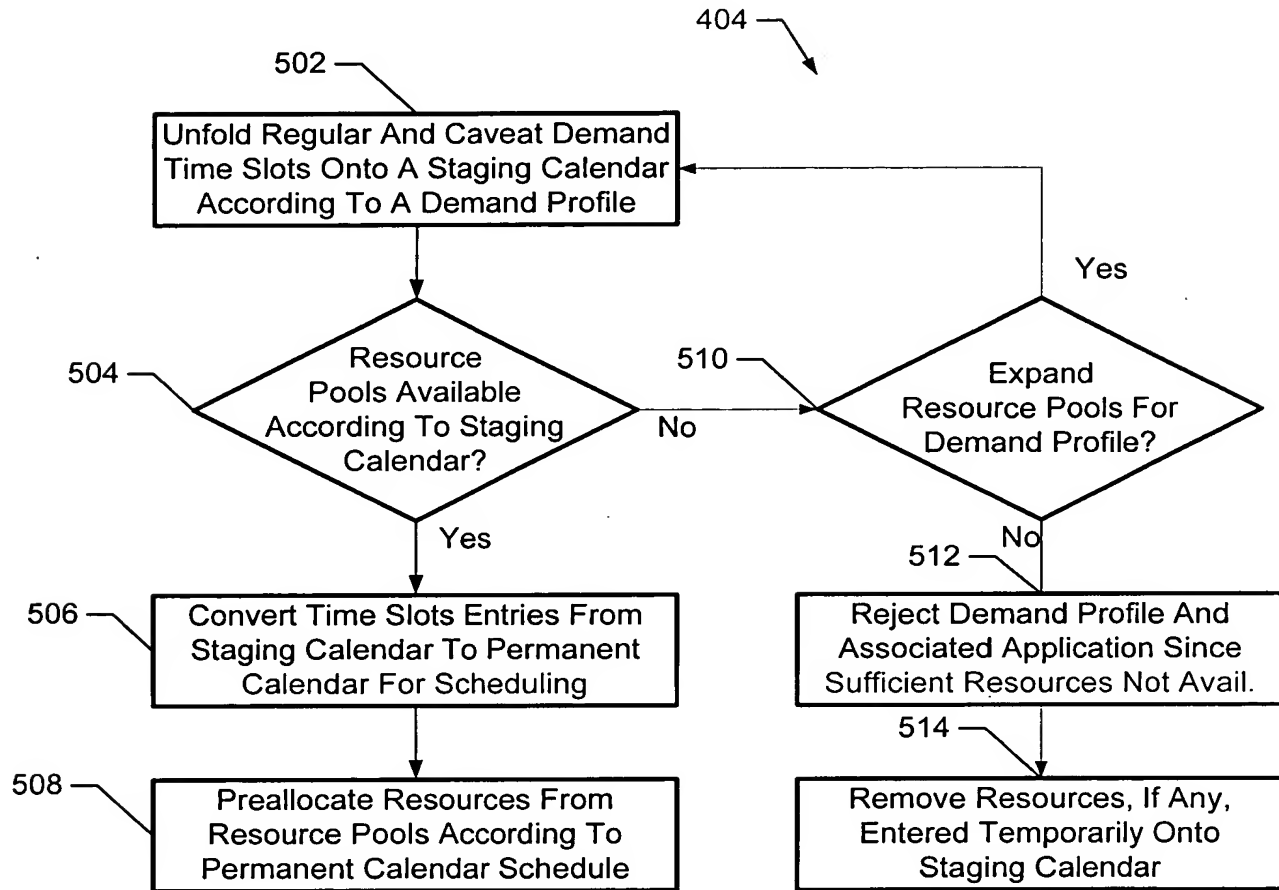 404
502
Unfold Regular And Caveat Demand
Time Slots Onto A Staging Calendar
According To A Demand Profile
Yes
504
Resource
Pools Available
According To Staging
Calendar?
No
510
Expand
Resource Pools For
Demand Profile?
Yes
No
506
Convert Time Slots Entries From
Staging Calendar To Permanent
Calendar For Scheduling
512
Reject Demand Profile And
Associated Application Since
Sufficient Resources Not Avail.
508
Preallocate Resources From
Resource Pools According To
Permanent Calendar Schedule
514
Remove Resources, If Any,
Entered Temporarily Onto
Staging Calendar